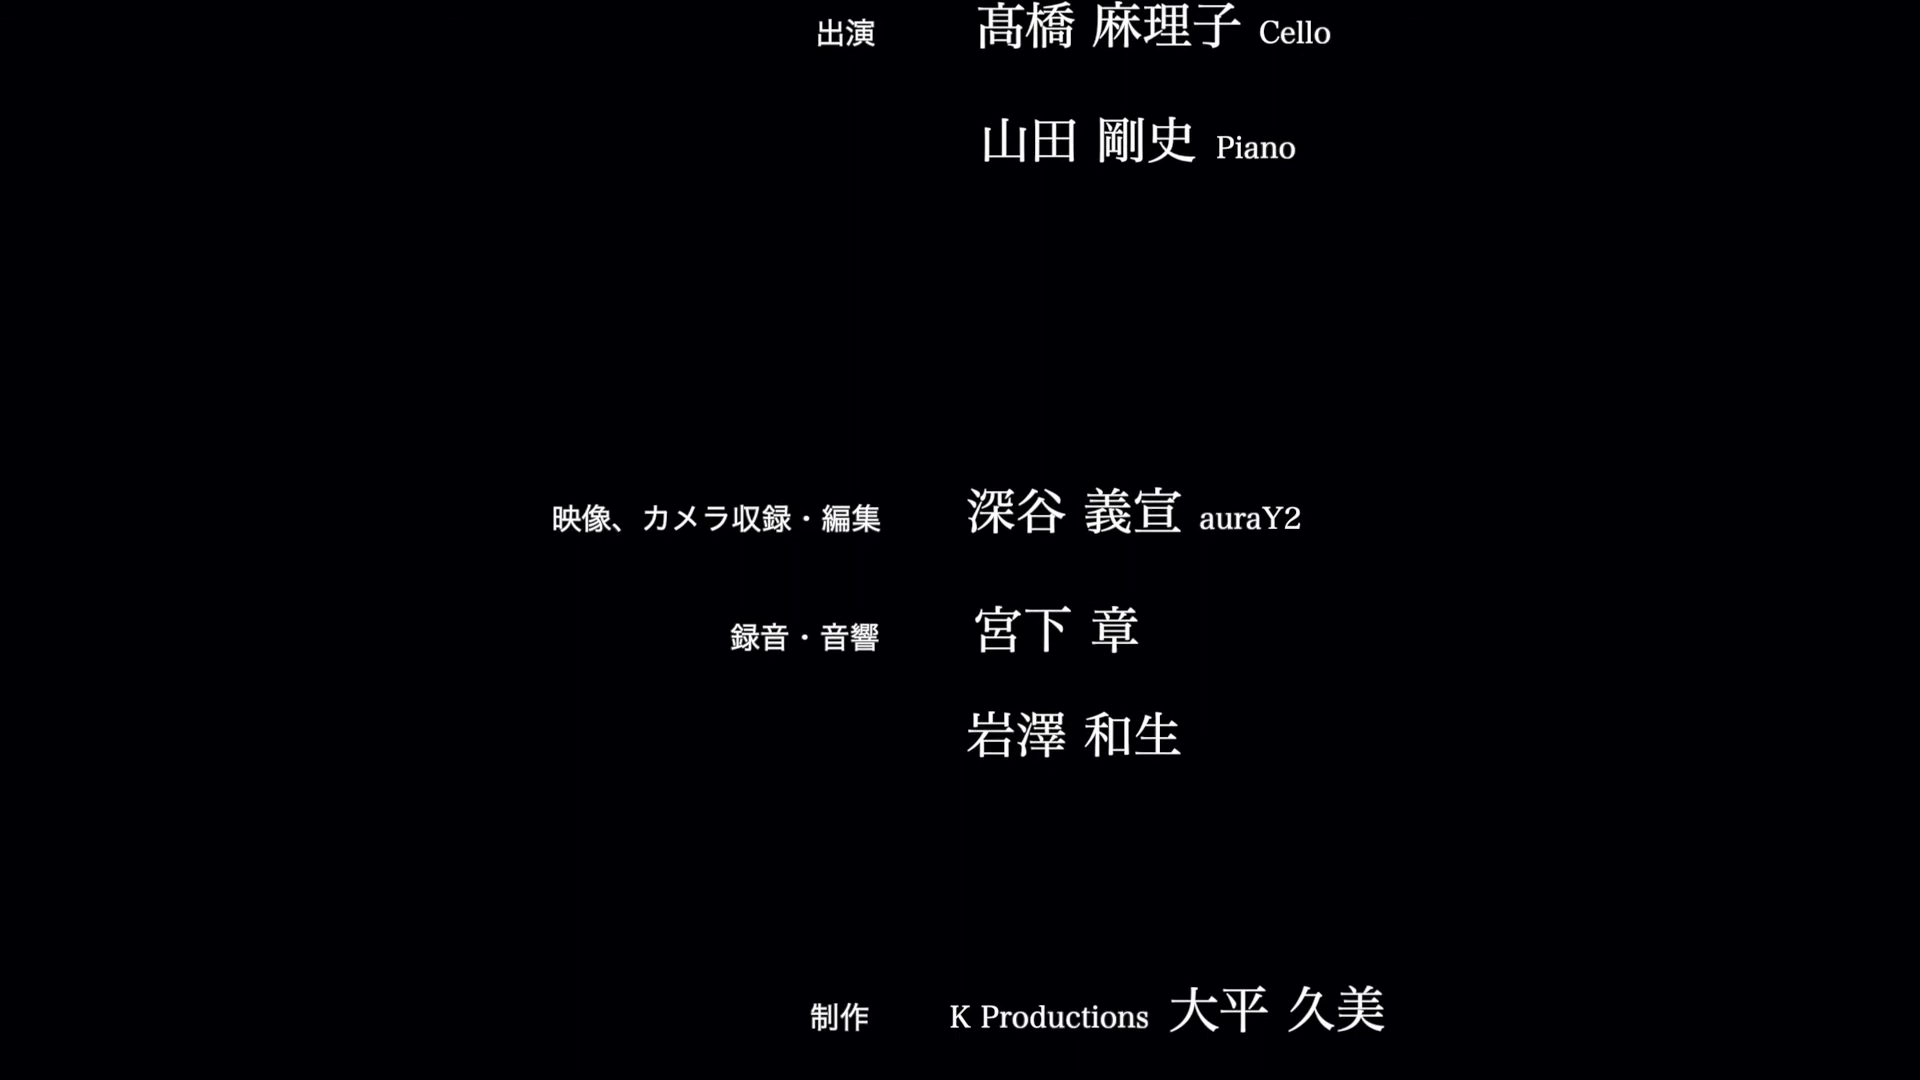 出演 髙橋 麻理子 Cello
山田 剛史 Piano
映像、カメラ収録・編集 深谷 義宣 auraY2
録音・音響 宮下 章
岩澤 和生
制作 K Productions 大平 久美